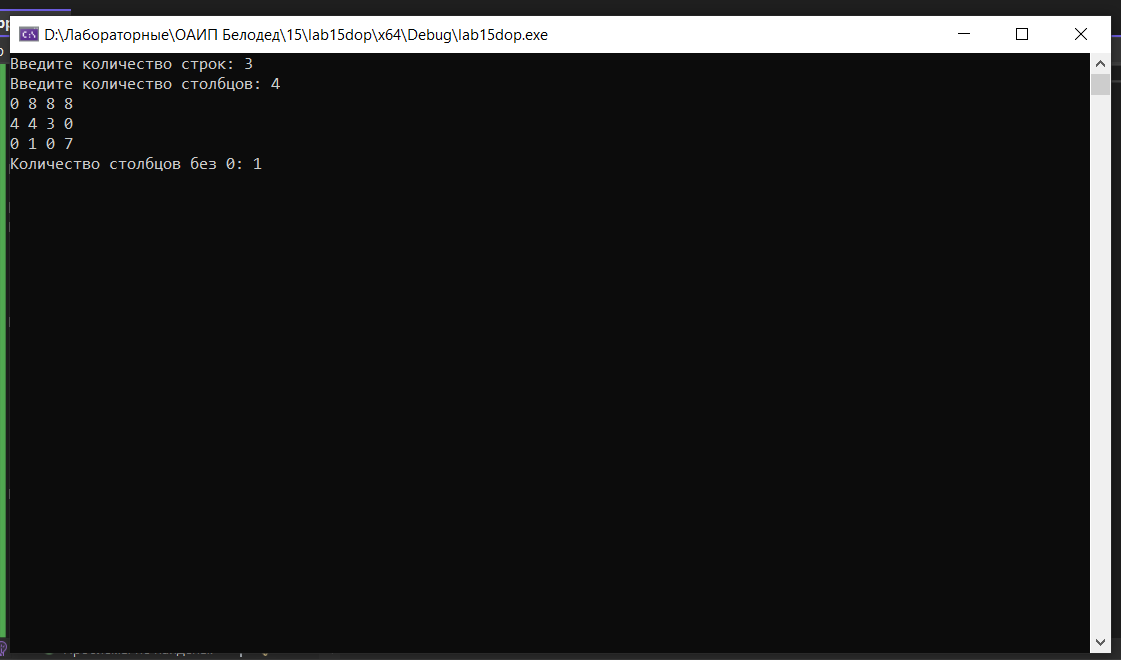 D:\Лабораторные\ОАИП Белодед\15\lab15dop\x64\Debug\lab15dop.exe
Введите количество строк: 3
Введите количество столбцов: 4
0 8 8 8
4 4 3 0
0 1 0 7
Количество столбцов без 0: 1